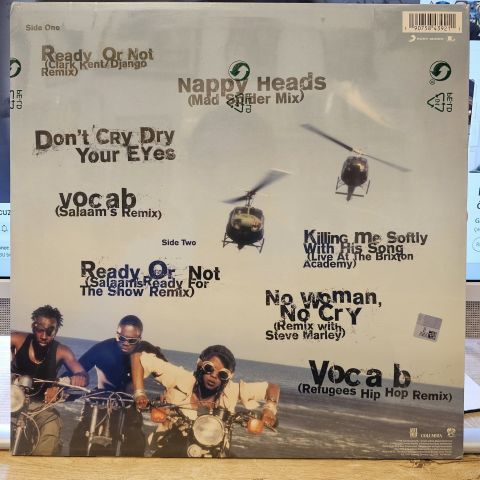 Side One
Ready Or Not
(Clark Kent/Django
Remix)
Nappy Heads
(Mad Spider Mix)
Don't Cry Dry
Your Eyes
vocab
(Salaam's Remix)
Side Two
Killing me Softly
With His Song
(Live At The Brixton
Academy)
Ready Or Not
(Salaam's Ready For
The Show Remix)
No woman,
No Cry
(Remix with
Steve Marley)
Vocab
(Refugees Hip Hop Remix)
COLUMBIA